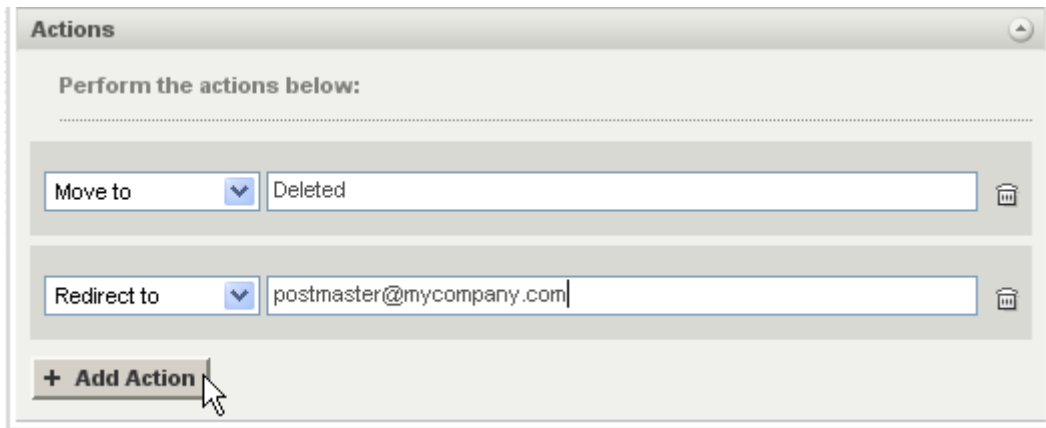 Actions
Perform the actions below:
Move to Deleted
Redirect to postmaster@mycompany.com
+ Add Action